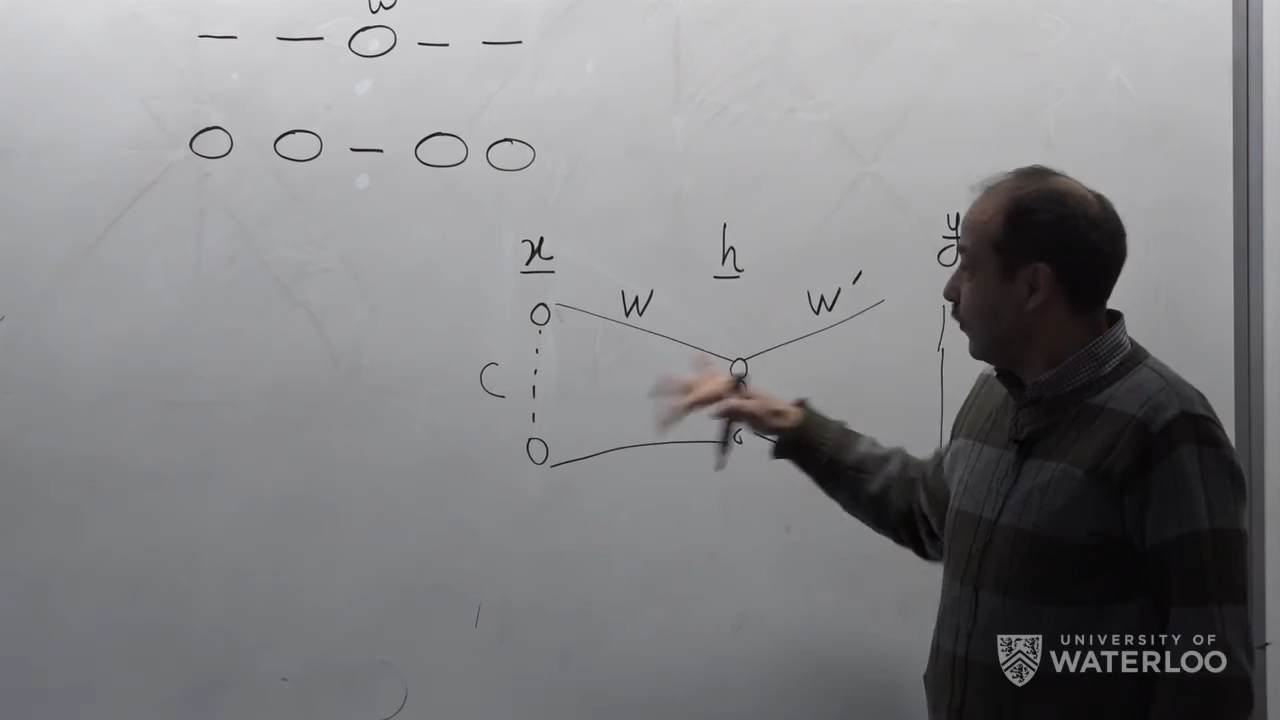 w
— — O — —
O O — O O
x h y
W W′
C
UNIVERSITY OF
WATERLOO